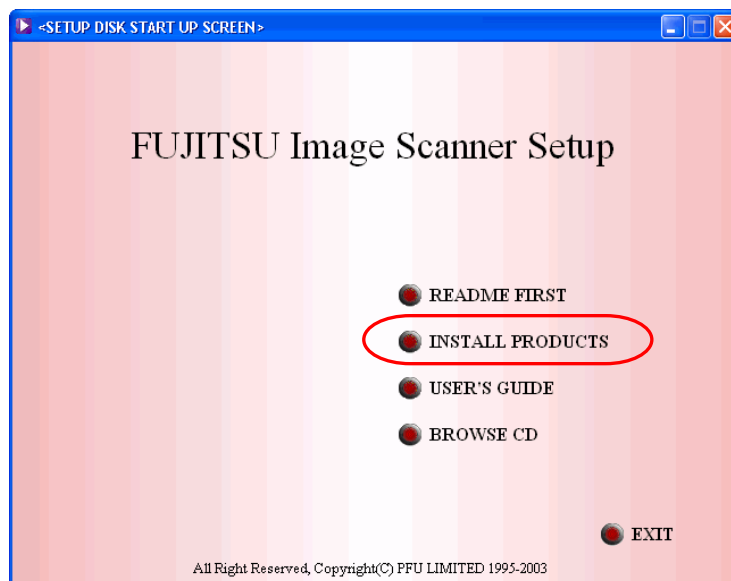 <SETUP DISK START UP SCREEN>
FUJITSU Image Scanner Setup
README FIRST
INSTALL PRODUCTS
USER'S GUIDE
BROWSE CD
EXIT
All Right Reserved, Copyright(C) PFU LIMITED 1995-2003